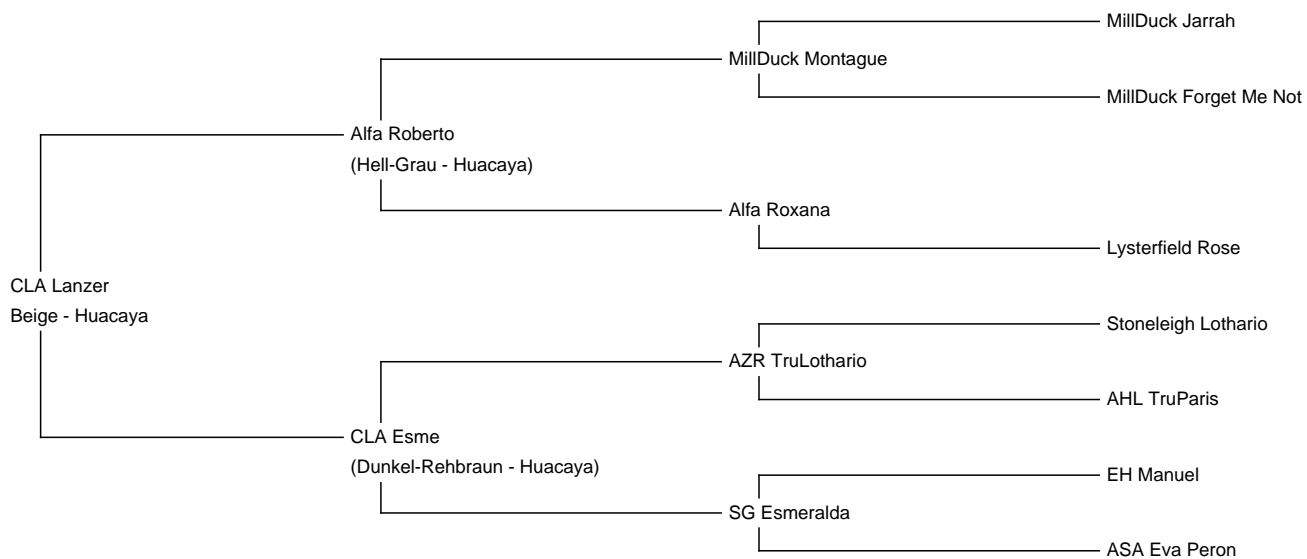 MillDuck Jarrah
MillDuck Montague
MillDuck Forget Me Not
Alfa Roberto
(Hell-Grau - Huacaya)
Alfa Roxana
Lysterfield Rose
CLA Lanzer
Beige - Huacaya
Stoneleigh Lothario
AZR TruLothario
AHL TruParis
CLA Esme
(Dunkel-Rehbraun - Huacaya)
EH Manuel
SG Esmeralda
ASA Eva Peron